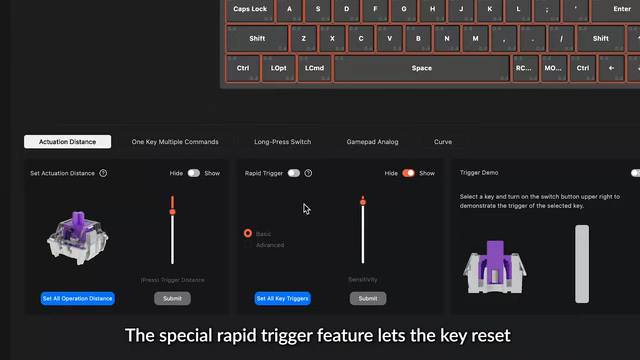 Caps Lock A S D F G H J K L ; ' Enter
Shift Z X C V B N M , . / Shift
Ctrl LOpt LCmd Space RC... MO... Ctrl ←
Actuation Distance One Key Multiple Commands Long-Press Switch Gamepad Analog Curve
Set Actuation Distance ? Hide Show Rapid Trigger ? Hide Show Trigger Demo
Select a key and turn on the switch button upper right to
demonstrate the trigger of the selected key.
Basic
Advanced
(Press) Trigger Distance Sensitivity
Set All Operation Distance Submit Set All Key Triggers Submit
The special rapid trigger feature lets the key reset